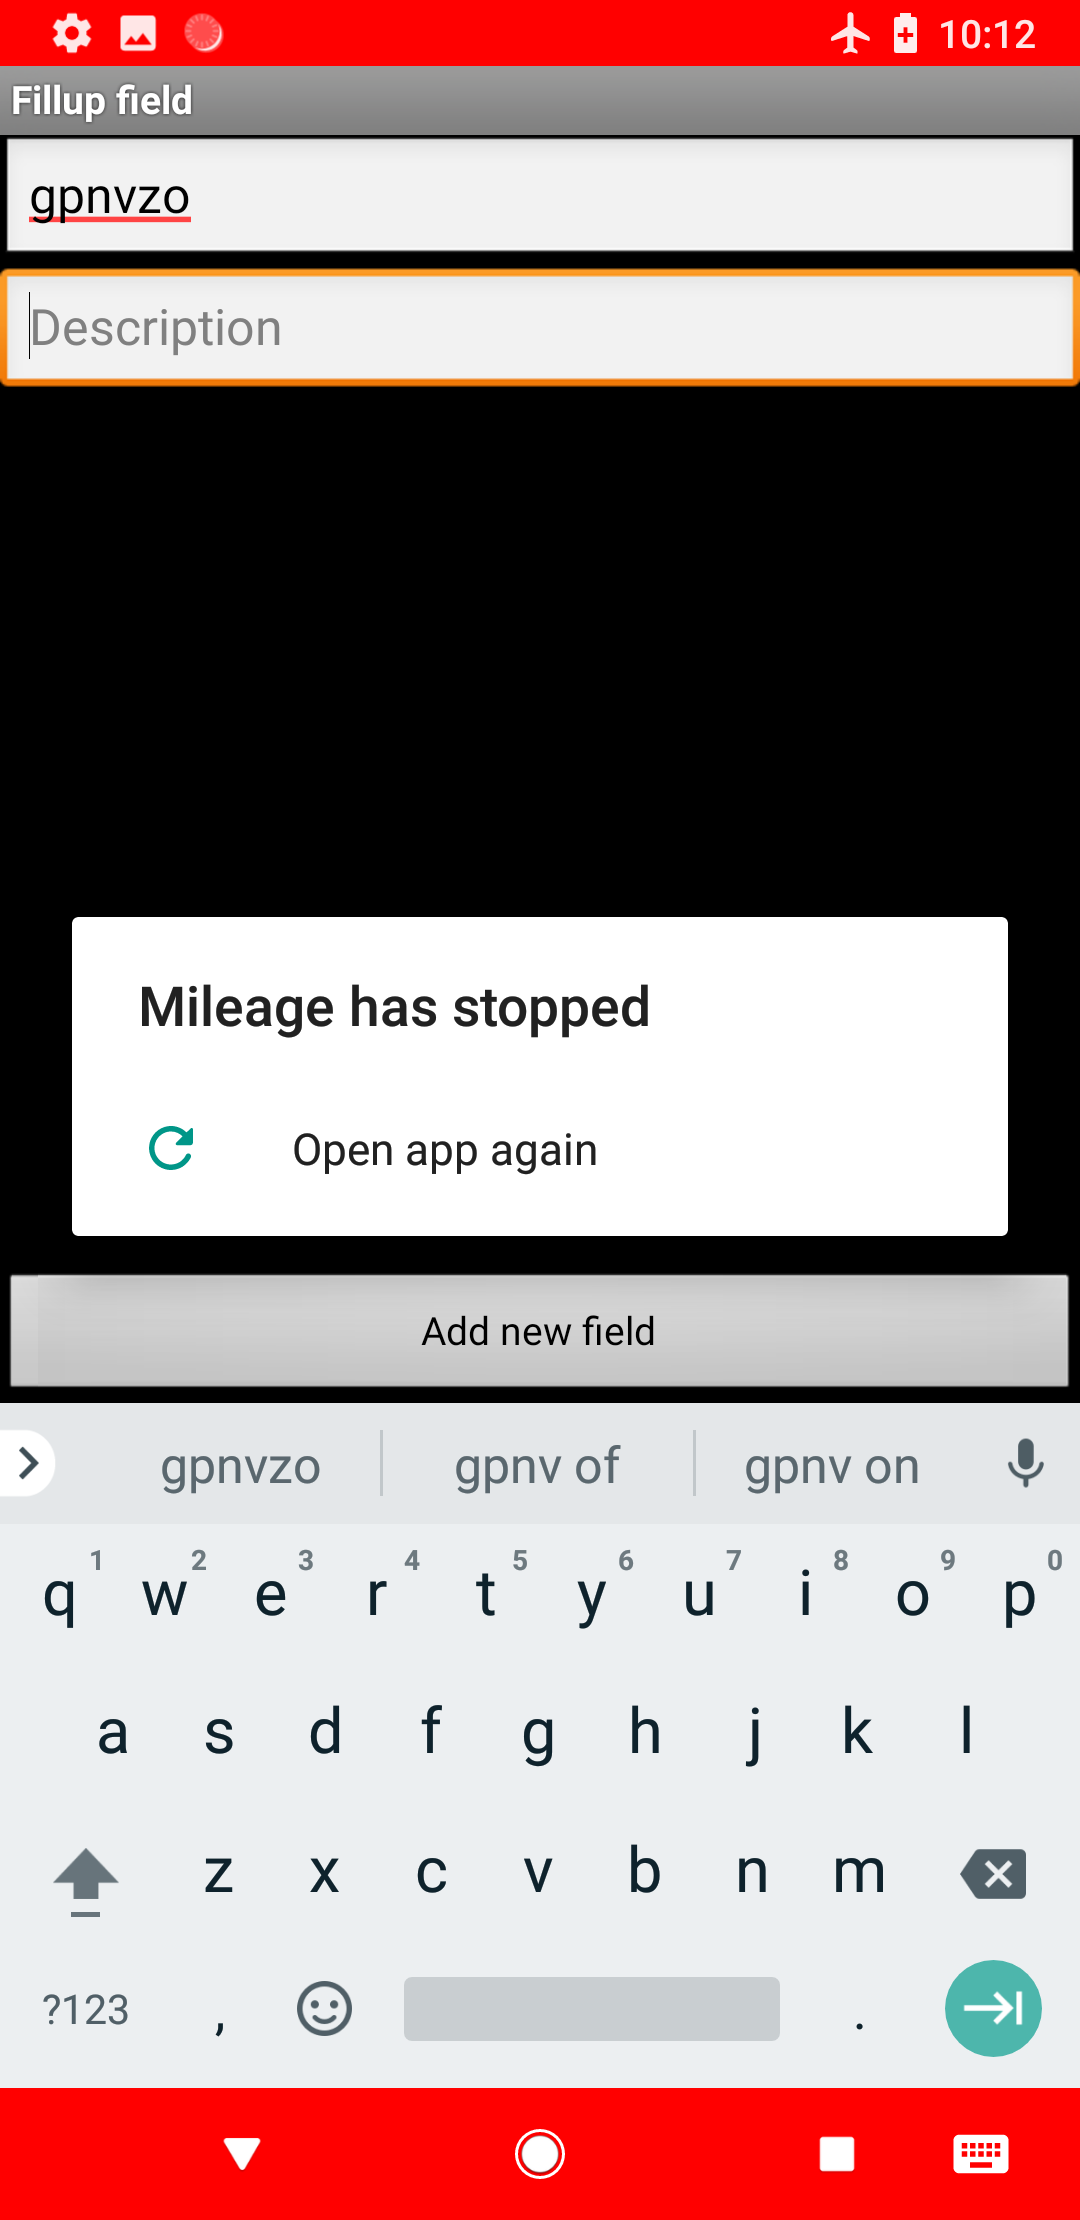 10:12
Fillup field
gpnvzo
Description
Mileage has stopped
Open app again
Add new field
gpnvzo gpnv of gpnv on
1 2 3 4 5 6 7 8 9 0
q w e r t y u i o p
a s d f g h j k l
z x c v b n m
?123 , .